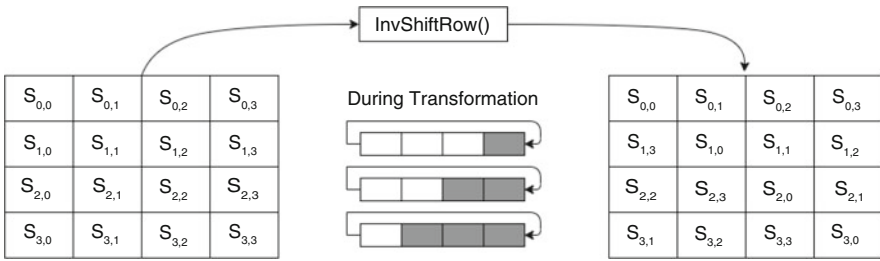 InvShiftRow()
S0,0 S0,1 S0,2 S0,3
S1,0 S1,1 S1,2 S1,3
S2,0 S2,1 S2,2 S2,3
S3,0 S3,1 S3,2 S3,3
During Transformation
S0,0 S0,1 S0,2 S0,3
S1,3 S1,0 S1,1 S1,2
S2,2 S2,3 S2,0 S2,1
S3,1 S3,2 S3,3 S3,0